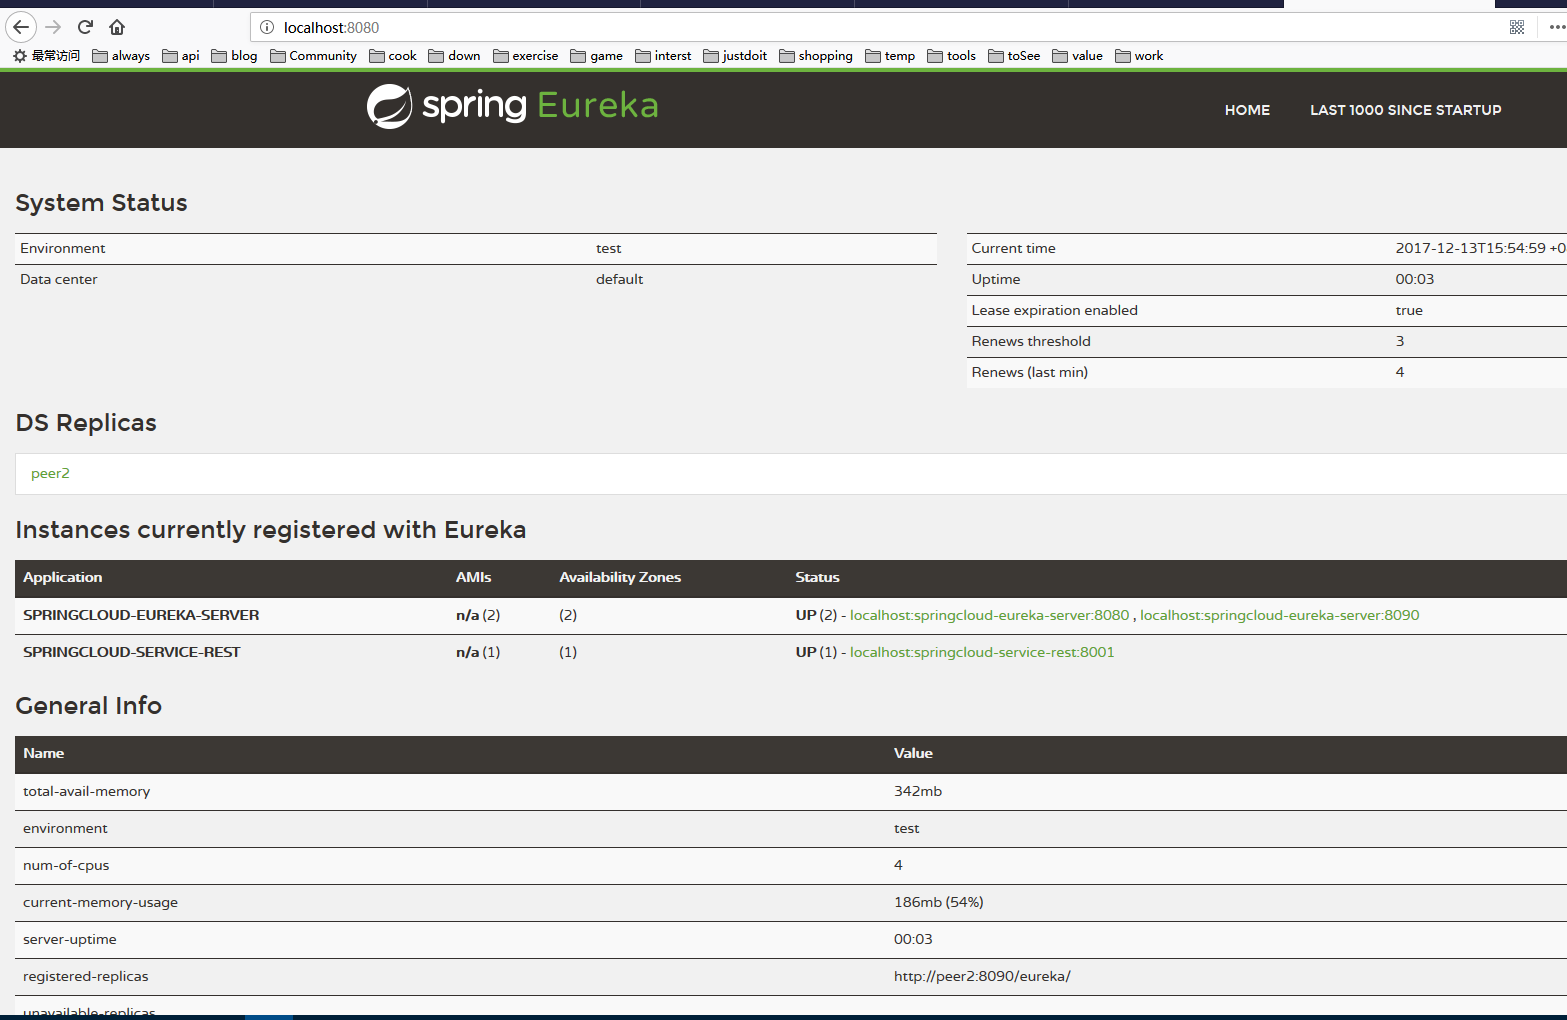 localhost:8080
最常访问 always api blog Community cook down exercise game interst justdoit shopping temp tools toSee value work
spring Eureka HOME LAST 1000 SINCE STARTUP
System Status
Environment test
Data center default
Current time 2017-12-13T15:54:59 +0
Uptime 00:03
Lease expiration enabled true
Renews threshold 3
Renews (last min) 4
DS Replicas
peer2
Instances currently registered with Eureka
Application AMIs Availability Zones Status
SPRINGCLOUD-EUREKA-SERVER n/a (2) (2) UP (2) - localhost:springcloud-eureka-server:8080 , localhost:springcloud-eureka-server:8090
SPRINGCLOUD-SERVICE-REST n/a (1) (1) UP (1) - localhost:springcloud-service-rest:8001
General Info
Name Value
total-avail-memory 342mb
environment test
num-of-cpus 4
current-memory-usage 186mb (54%)
server-uptime 00:03
registered-replicas http://peer2:8090/eureka/
unavailable-replicas